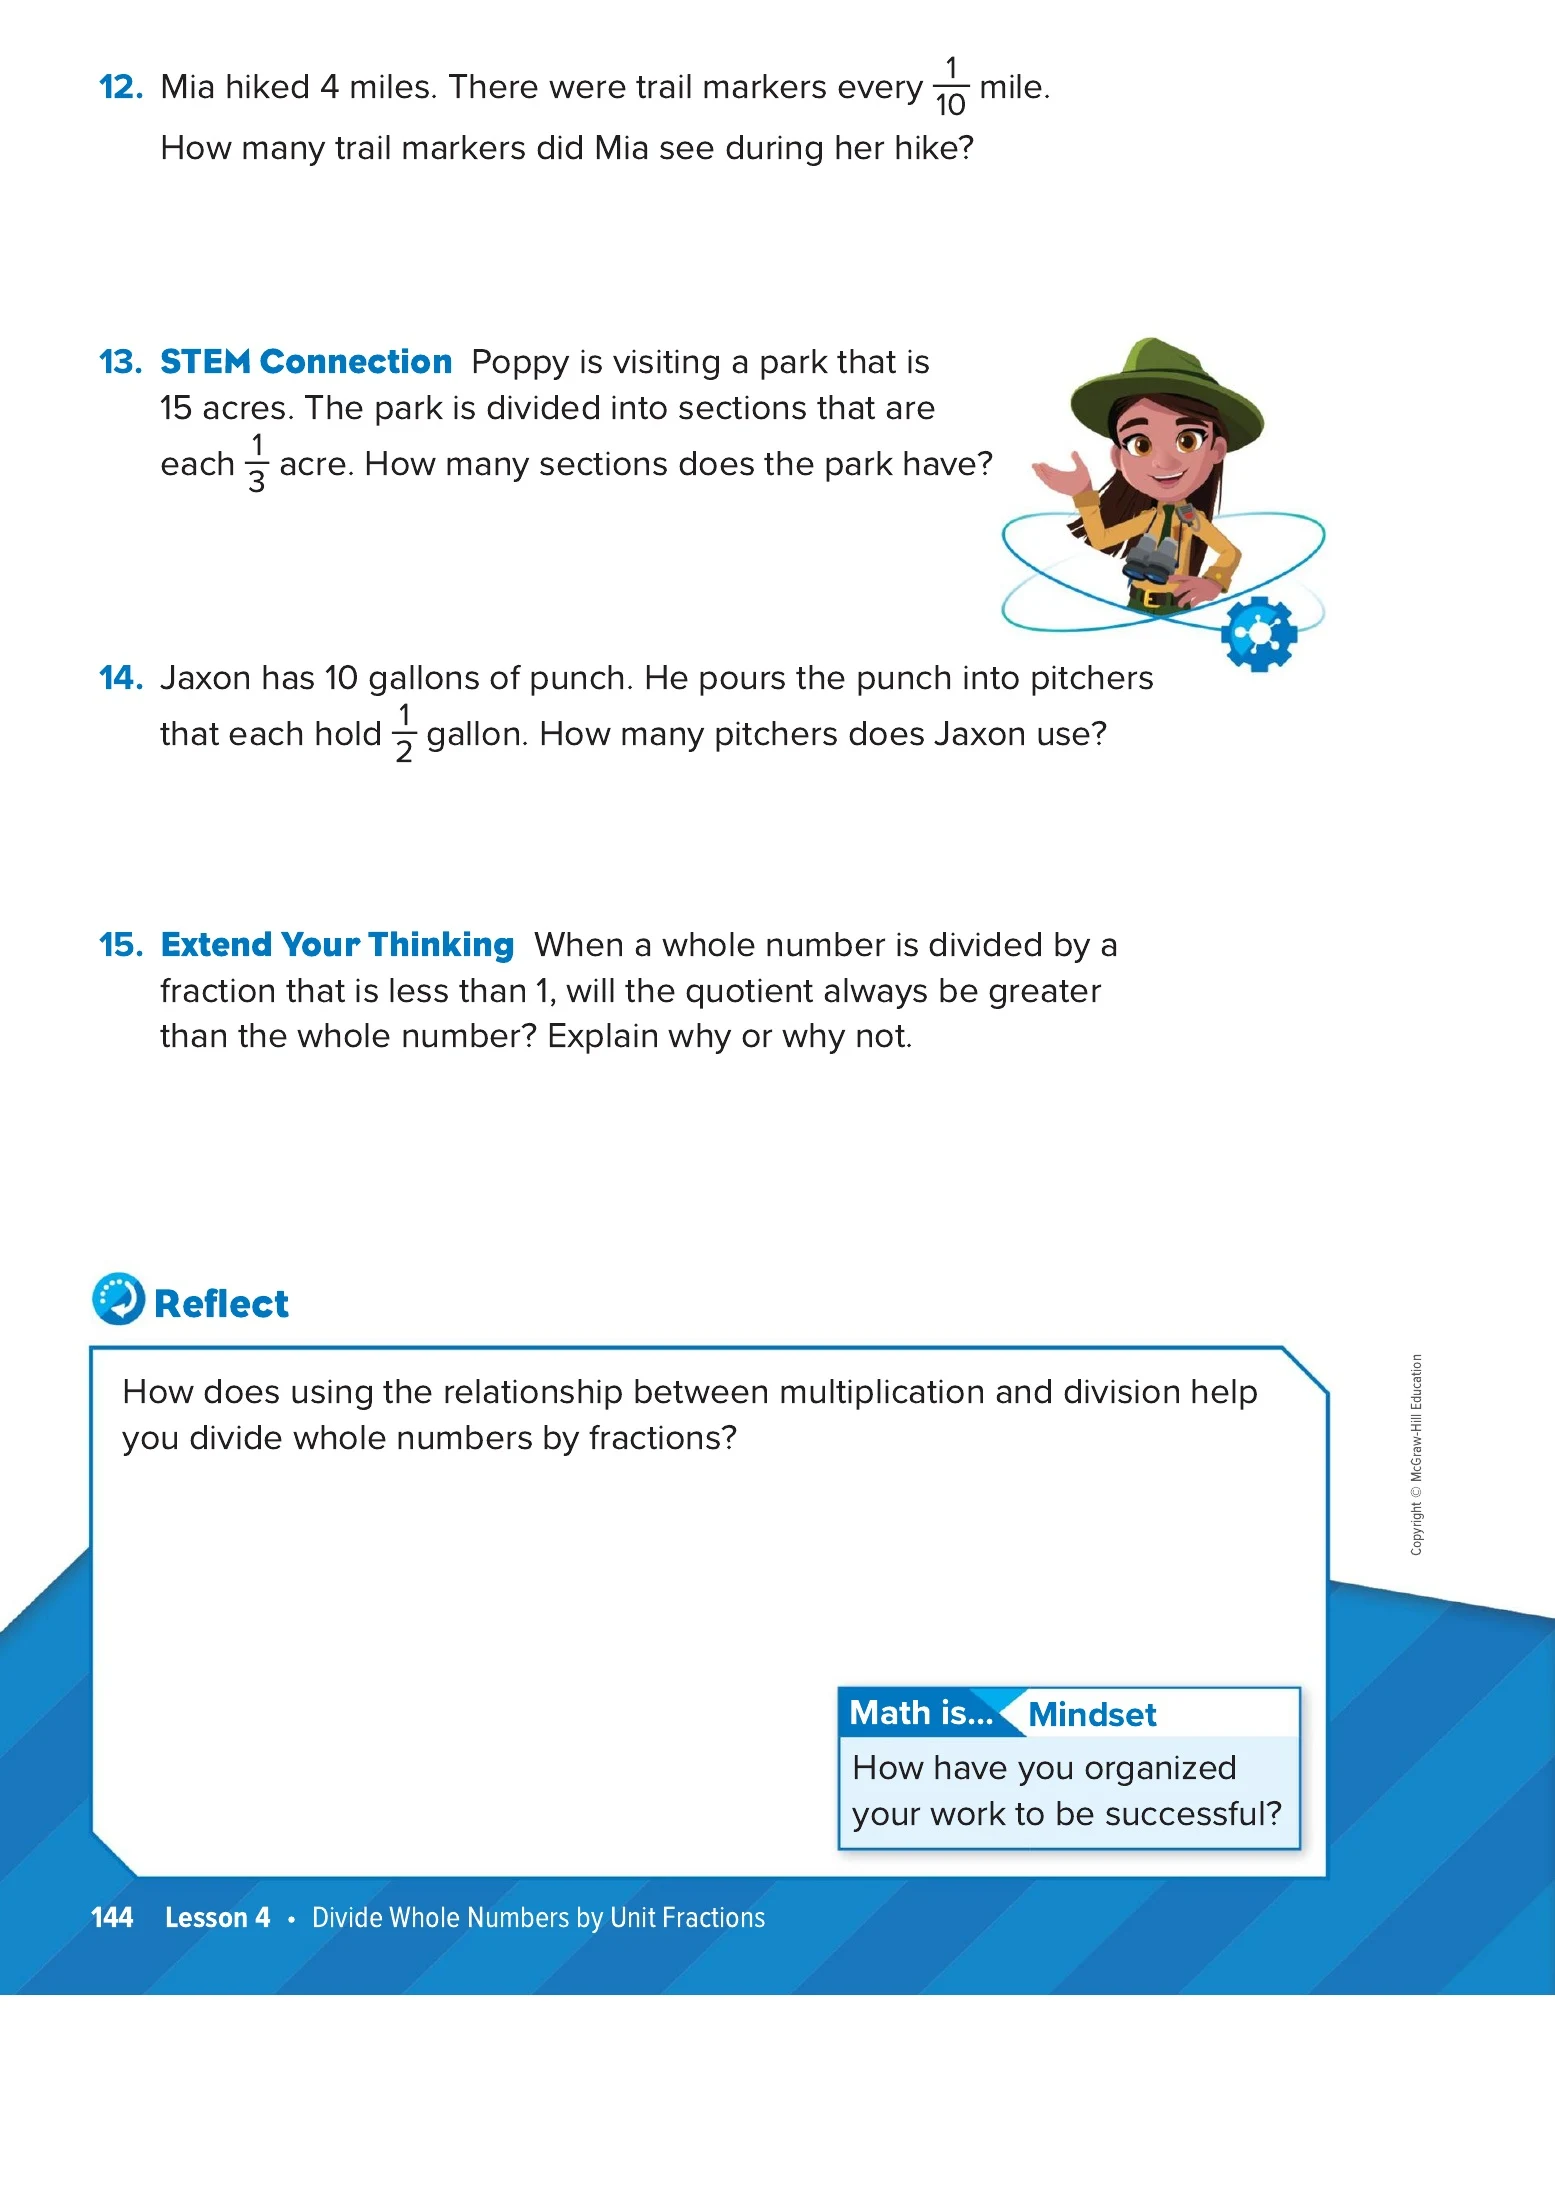 12. Mia hiked 4 miles. There were trail markers every 1/10 mile.
How many trail markers did Mia see during her hike?
13. STEM Connection Poppy is visiting a park that is
15 acres. The park is divided into sections that are
each 1/3 acre. How many sections does the park have?
14. Jaxon has 10 gallons of punch. He pours the punch into pitchers
that each hold 1/2 gallon. How many pitchers does Jaxon use?
15. Extend Your Thinking When a whole number is divided by a
fraction that is less than 1, will the quotient always be greater
than the whole number? Explain why or why not.
Reflect
How does using the relationship between multiplication and division help
you divide whole numbers by fractions?
Copyright © McGraw-Hill Education
Math is... Mindset
How have you organized
your work to be successful?
144 Lesson 4 • Divide Whole Numbers by Unit Fractions